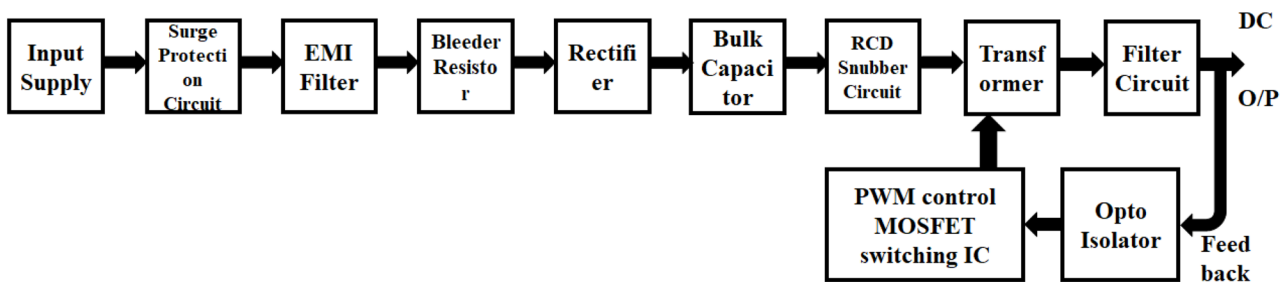 Input
Supply
Surge
Protecti
on
Circuit
EMI
Filter
Bleeder
Resisto
r
Rectifi
er
Bulk
Capaci
tor
RCD
Snubber
Circuit
Transf
ormer
Filter
Circuit
DC
O/P
PWM control
MOSFET
switching IC
Opto
Isolator
Feed
back